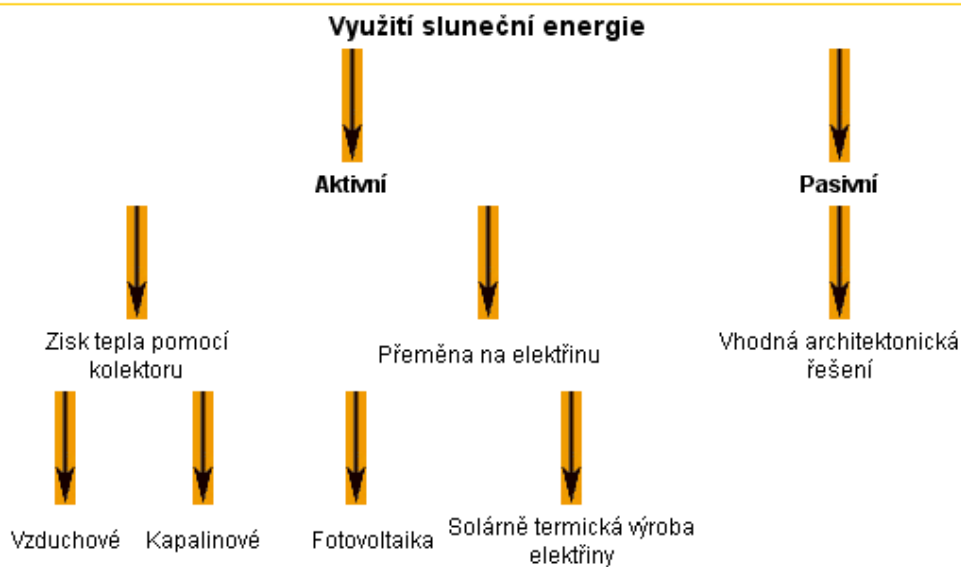 Využití sluneční energie
Aktivní
Pasivní
Zisk tepla pomocí
kolektoru
Přeměna na elektřinu
Vhodná architektonická
řešení
Vzduchové
Kapalinové
Fotovoltaika
Solárně termická výroba
elektřiny